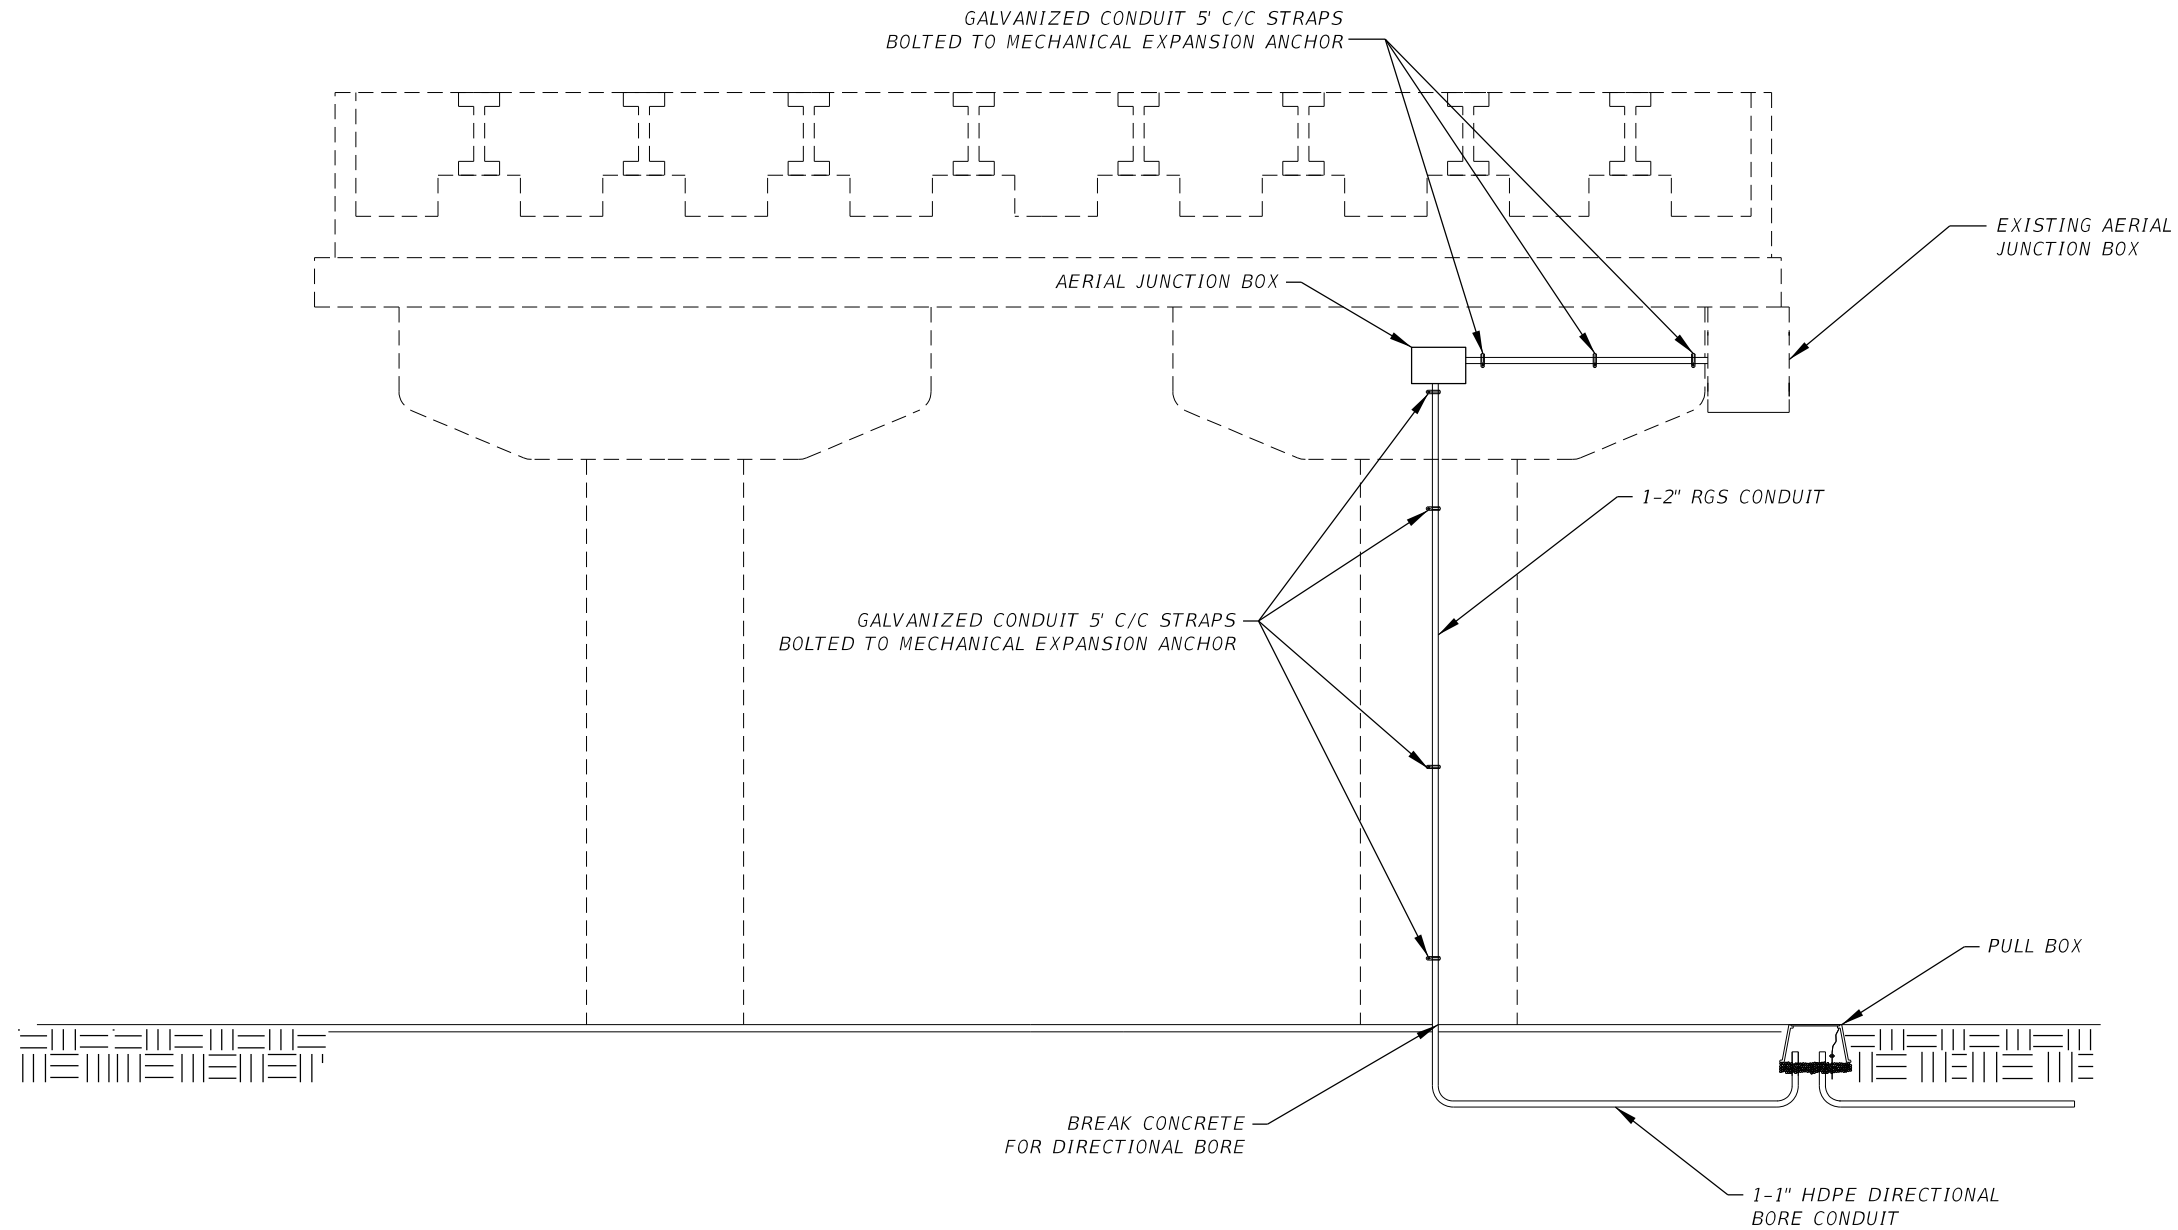 GALVANIZED CONDUIT 5' C/C STRAPS
BOLTED TO MECHANICAL EXPANSION ANCHOR
EXISTING AERIAL
JUNCTION BOX
AERIAL JUNCTION BOX
1-2" RGS CONDUIT
GALVANIZED CONDUIT 5' C/C STRAPS
BOLTED TO MECHANICAL EXPANSION ANCHOR
PULL BOX
BREAK CONCRETE
FOR DIRECTIONAL BORE
1-1" HDPE DIRECTIONAL
BORE CONDUIT